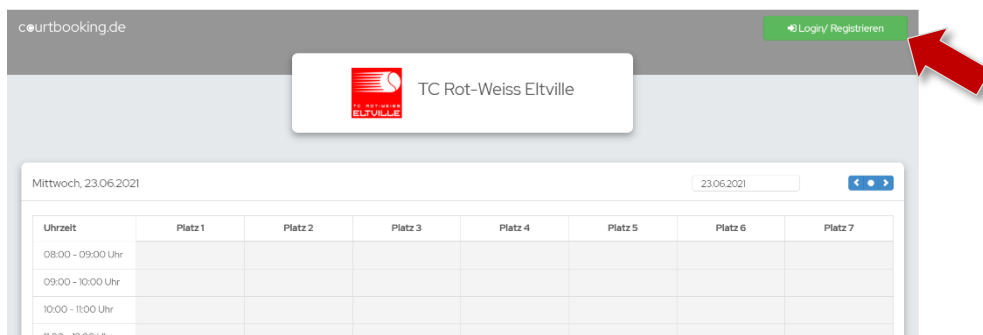 courtbooking.de
Login/ Registrieren
TC ROT-WEISS
ELTVILLE
TC Rot-Weiss Eltville
Mittwoch, 23.06.2021
23.06.2021
Uhrzeit Platz 1 Platz 2 Platz 3 Platz 4 Platz 5 Platz 6 Platz 7
08:00 - 09:00 Uhr
09:00 - 10:00 Uhr
10:00 - 11:00 Uhr